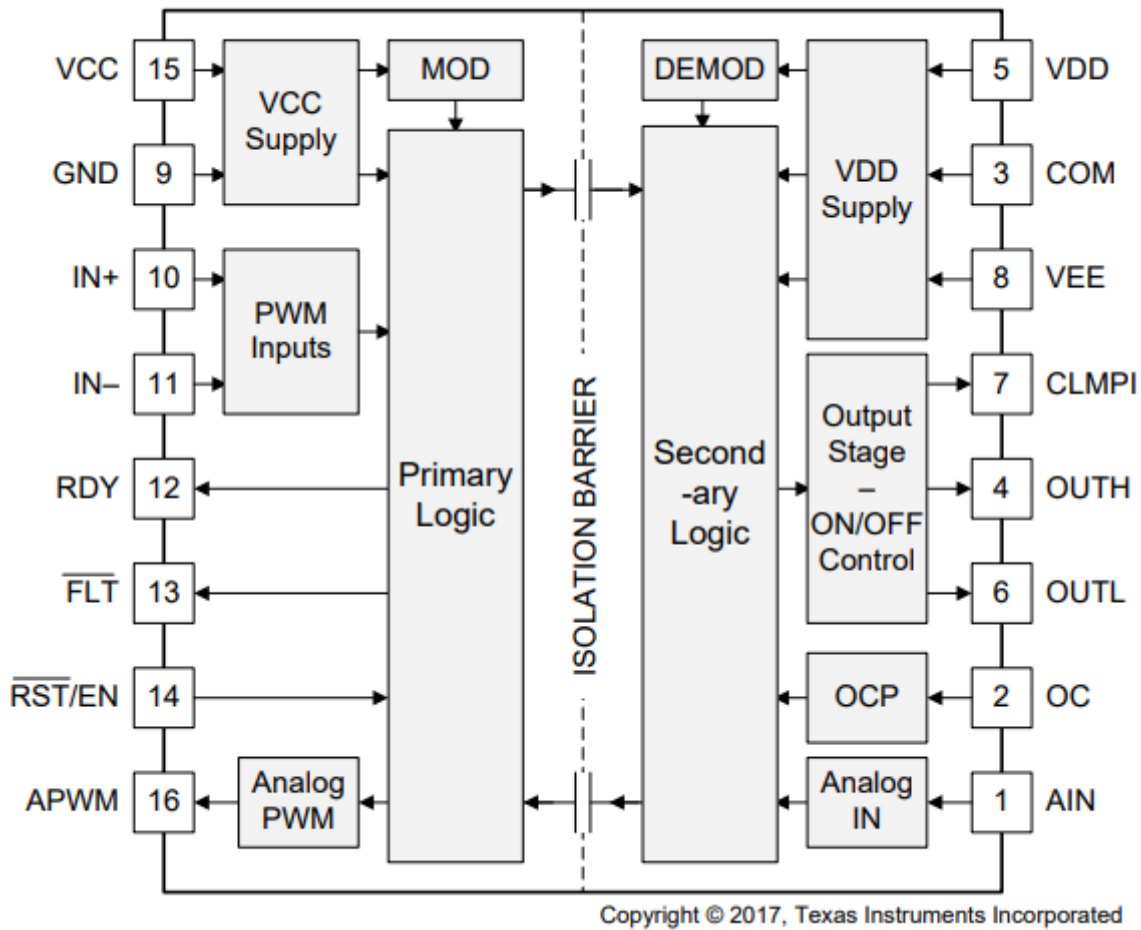 VCC 15
VCC
Supply
MOD
DEMOD
5 VDD
GND 9
VDD
Supply
3 COM
IN+ 10
PWM
Inputs
8 VEE
IN– 11
7 CLMPI
Output
Stage
–
ON/OFF
Control
RDY 12
Primary
Logic
ISOLATION BARRIER
Second
-ary
Logic
4 OUTH
FLT 13
6 OUTL
RST/EN 14
OCP
2 OC
APWM 16
Analog
PWM
Analog
IN
1 AIN
Copyright © 2017, Texas Instruments Incorporated